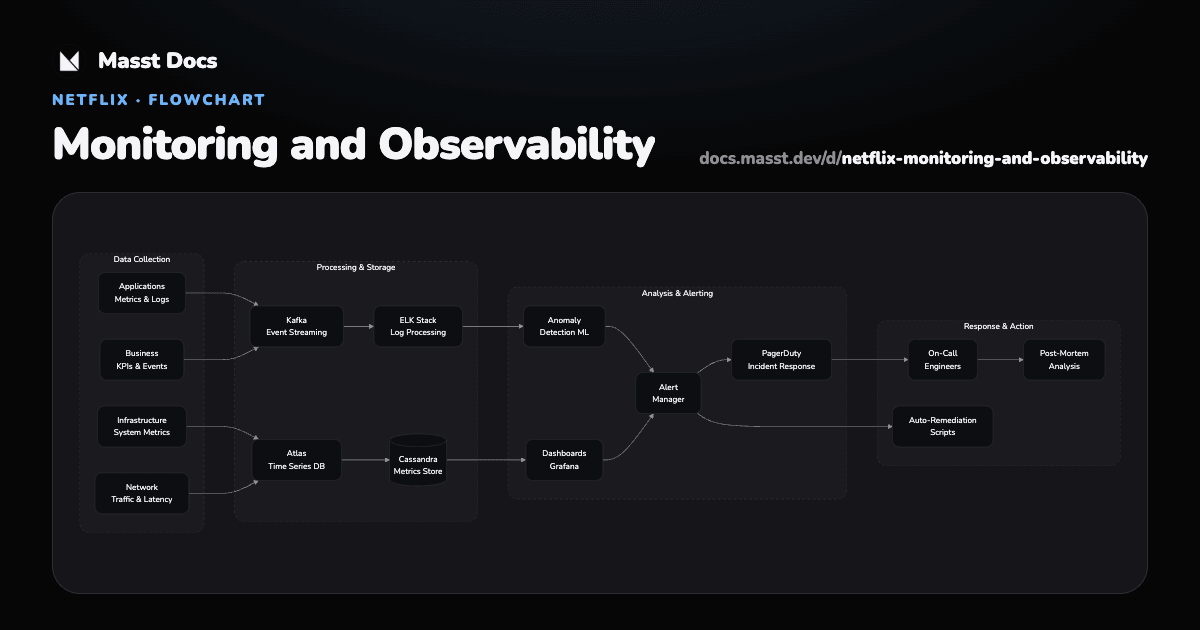 Masst Docs
NETFLIX · FLOWCHART
Monitoring and Observability
docs.masst.dev/d/netflix-monitoring-and-observability
Data Collection
Applications
Metrics & Logs
Business
KPIs & Events
Infrastructure
System Metrics
Network
Traffic & Latency
Processing & Storage
Kafka
Event Streaming
ELK Stack
Log Processing
Atlas
Time Series DB
Cassandra
Metrics Store
Analysis & Alerting
Anomaly
Detection ML
Dashboards
Grafana
Alert
Manager
PagerDuty
Incident Response
Response & Action
On-Call
Engineers
Post-Mortem
Analysis
Auto-Remediation
Scripts